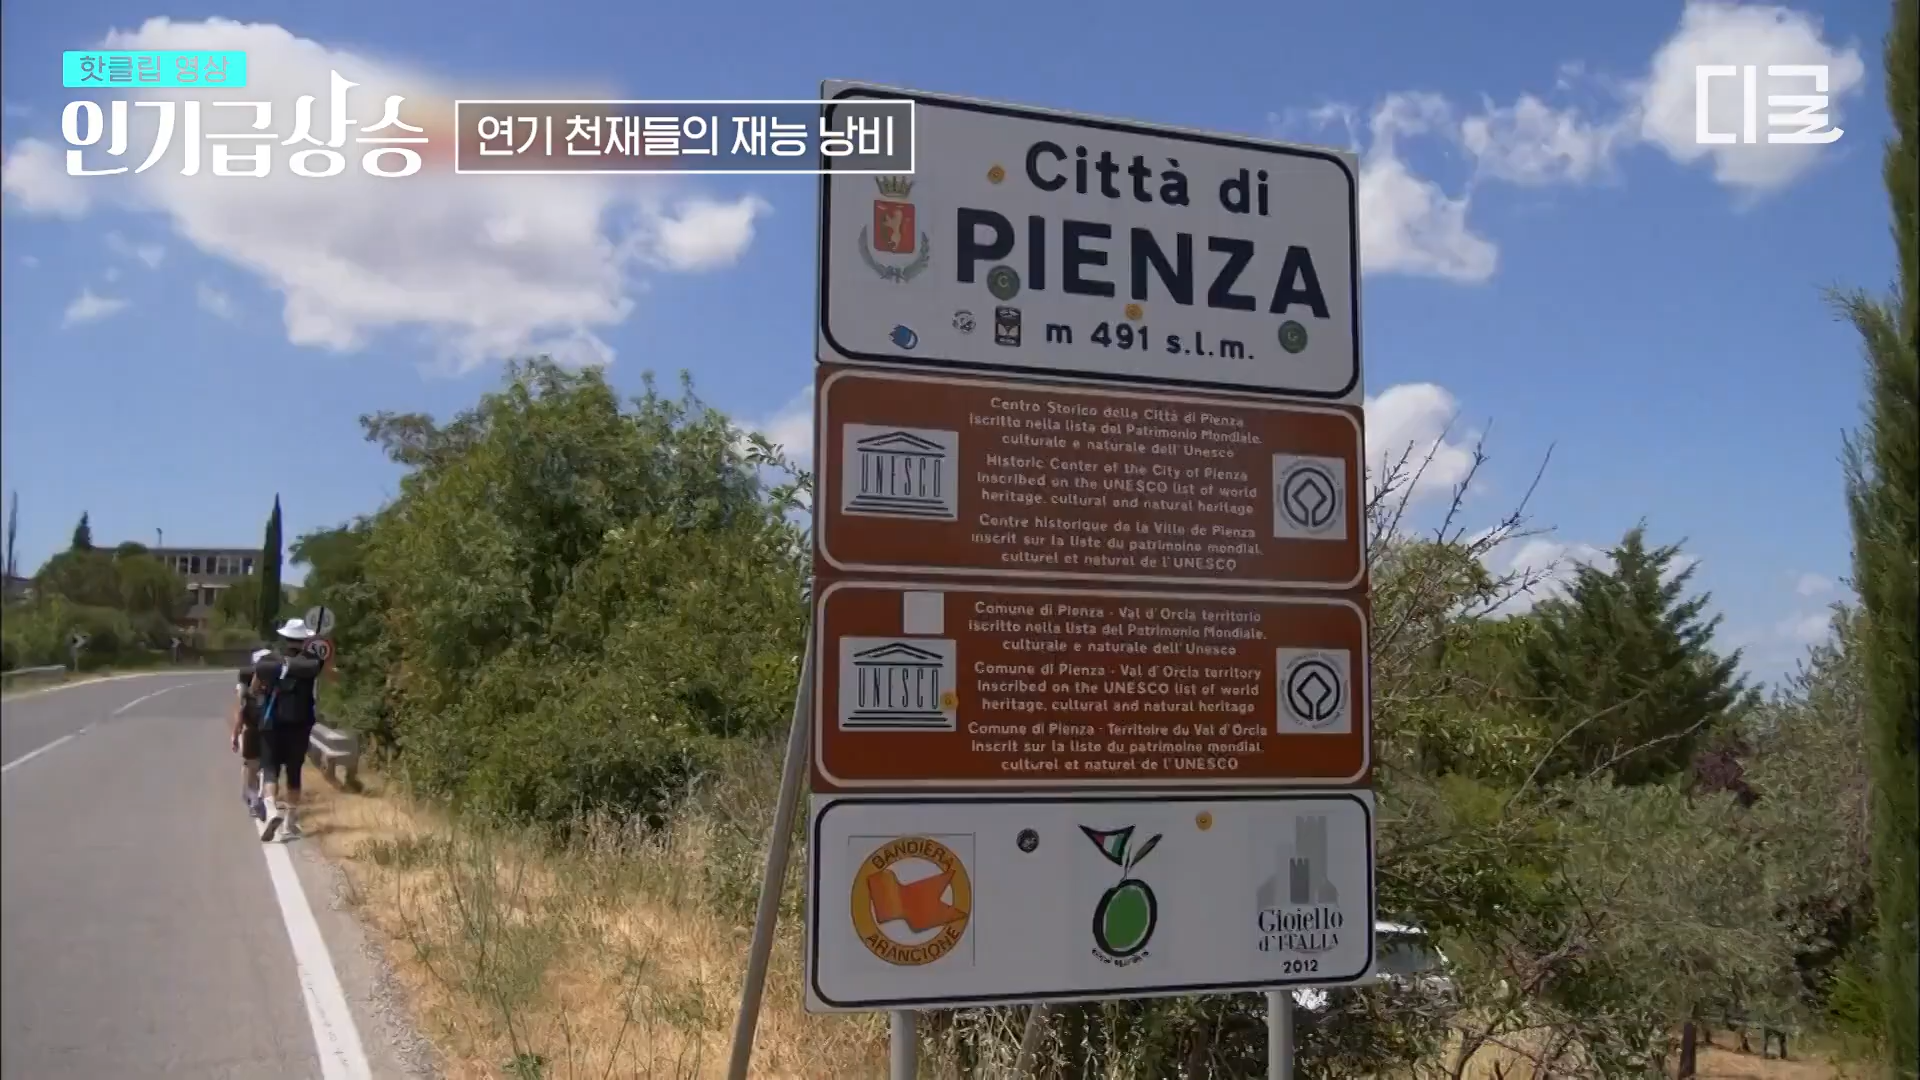 핫클립 영상
인기급상승
연기 천재들의 재능 낭비
디글
Città di
PIENZA
m 491 s.l.m.
Centro Storico della Città di Pienza
iscritto nella lista del Patrimonio Mondiale,
culturale e naturale dell'Unesco
Historic Center of the City of Pienza
inscribed on the UNESCO list of world
heritage, cultural and natural heritage
Centre historique de la Ville de Pienza
inscrit sur la liste du patrimoine mondial,
culturel et naturel de l'UNESCO
UNESCO
Comune di Pienza - Val d'Orcia territorio
iscritto nella lista del Patrimonio Mondiale,
culturale e naturale dell'Unesco
Comune di Pienza - Val d'Orcia territory
inscribed on the UNESCO list of world
heritage, cultural and natural heritage
Comune di Pienza - Territoire du Val d'Orcia
inscrit sur la liste du patrimoine mondial,
culturel et naturel de l'UNESCO
UNESCO
BANDIERA
ARANCIONE
Gioiello
d'ITALIA
2012
50